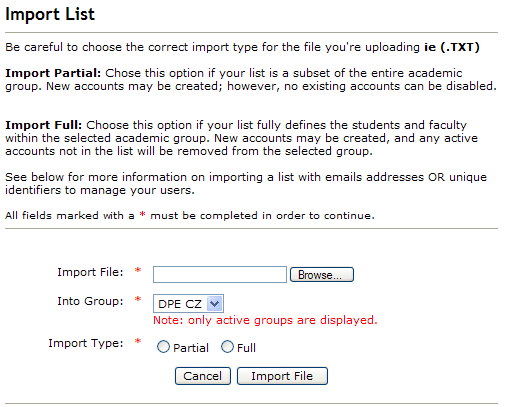 Import List
Be careful to choose the correct import type for the file you're uploading ie (.TXT)
Import Partial: Chose this option if your list is a subset of the entire academic
group. New accounts may be created; however, no existing accounts can be disabled.
Import Full: Choose this option if your list fully defines the students and faculty
within the selected academic group. New accounts may be created, and any active
accounts not in the list will be removed from the selected group.
See below for more information on importing a list with emails addresses OR unique
identifiers to manage your users.
All fields marked with a * must be completed in order to continue.
Import File: * Browse...
Into Group: * DPE CZ
Note: only active groups are displayed.
Import Type: * Partial Full
Cancel Import File